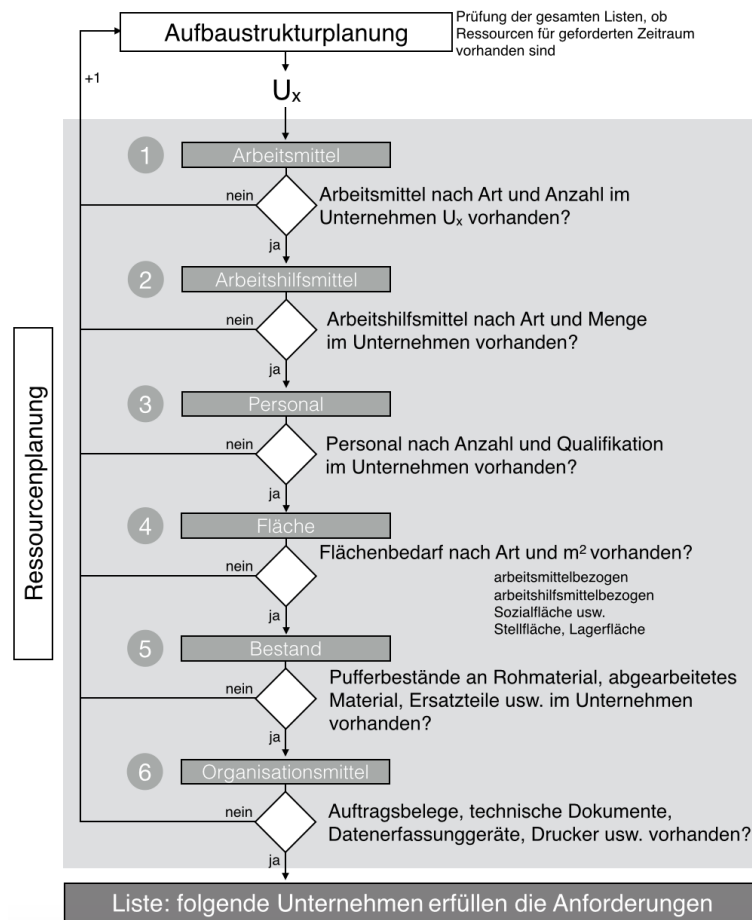 Aufbaustrukturplanung
Prüfung der gesamten Listen, ob
Ressourcen für geforderten Zeitraum
vorhanden sind
+1
Ux
Ressourcenplanung
1
Arbeitsmittel
nein
Arbeitsmittel nach Art und Anzahl im
Unternehmen Ux vorhanden?
ja
2
Arbeitshilfsmittel
nein
Arbeitshilfsmittel nach Art und Menge
im Unternehmen vorhanden?
ja
3
Personal
nein
Personal nach Anzahl und Qualifikation
im Unternehmen vorhanden?
ja
4
Fläche
nein
Flächenbedarf nach Art und m² vorhanden?
arbeitsmittelbezogen
arbeitshilfsmittelbezogen
Sozialfläche usw.
Stellfläche, Lagerfläche
ja
5
Bestand
nein
Pufferbestände an Rohmaterial, abgearbeitetes
Material, Ersatzteile usw. im Unternehmen
vorhanden?
ja
6
Organisationsmittel
nein
Auftragsbelege, technische Dokumente,
Datenerfassunggeräte, Drucker usw. vorhanden?
ja
Liste: folgende Unternehmen erfüllen die Anforderungen